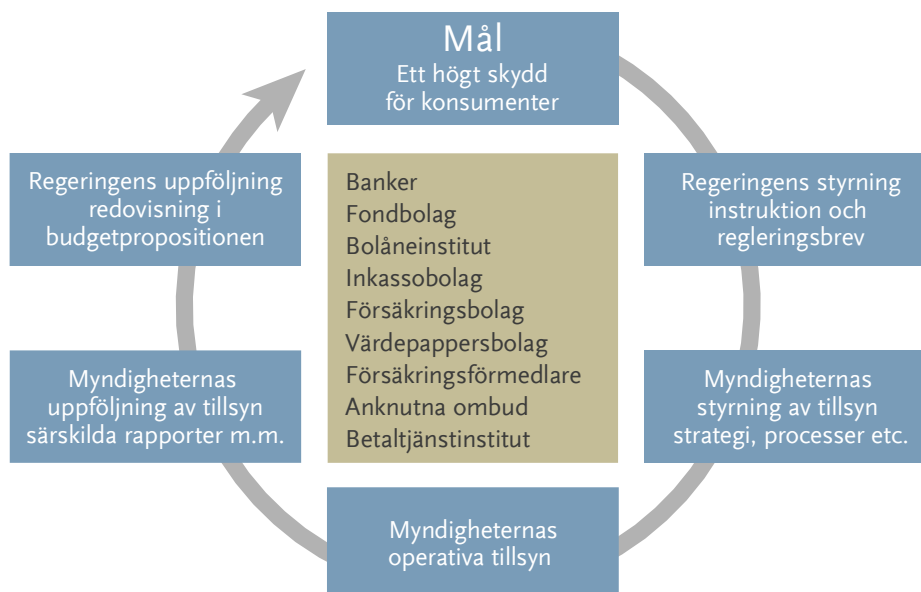 Mål
Ett högt skydd
för konsumenter
Regeringens styrning
instruktion och
regleringsbrev
Myndigheternas
styrning av tillsyn
strategi, processer etc.
Myndigheternas
operativa tillsyn
Myndigheternas
uppföljning av tillsyn
särskilda rapporter m.m.
Regeringens uppföljning
redovisning i
budgetpropositionen
Banker
Fondbolag
Bolåneinstitut
Inkassobolag
Försäkringsbolag
Värdepappersbolag
Försäkringsförmedlare
Anknutna ombud
Betaltjänstinstitut